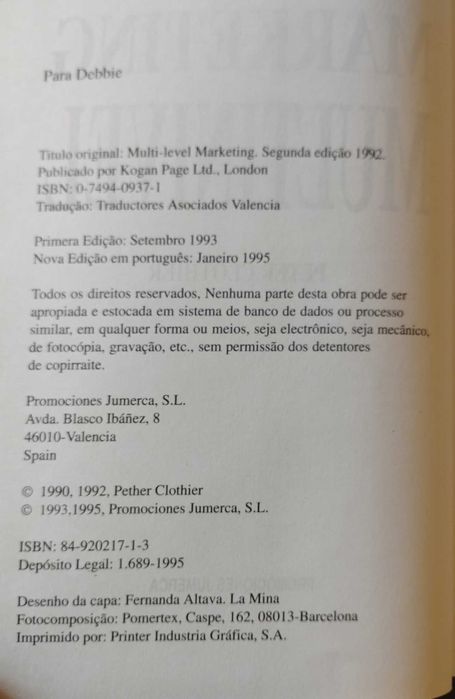 Para Debbie
Titulo original: Multi-level Marketing. Segunda edição 1992.
Publicado por Kogan Page Ltd., London
ISBN: 0-7494-0937-1
Tradução: Traductores Asociados Valencia
Primera Edição: Setembro 1993
Nova Edição em português: Janeiro 1995
Todos os direitos reservados, Nenhuma parte desta obra pode ser
apropiada e estocada em sistema de banco de dados ou processo
similar, em qualquer forma ou meios, seja electrônico, seja mecânico,
de fotocópia, gravação, etc., sem permissão dos detentores
de copirraite.
Promociones Jumerca, S.L.
Avda. Blasco Ibáñez, 8
46010-Valencia
Spain
© 1990, 1992, Pether Clothier
© 1993,1995, Promociones Jumerca, S.L.
ISBN: 84-920217-1-3
Depósito Legal: 1.689-1995
Desenho da capa: Fernanda Altava. La Mina
Fotocomposição: Pomertex, Caspe, 162, 08013-Barcelona
Imprimido por: Printer Industria Gráfica, S.A.